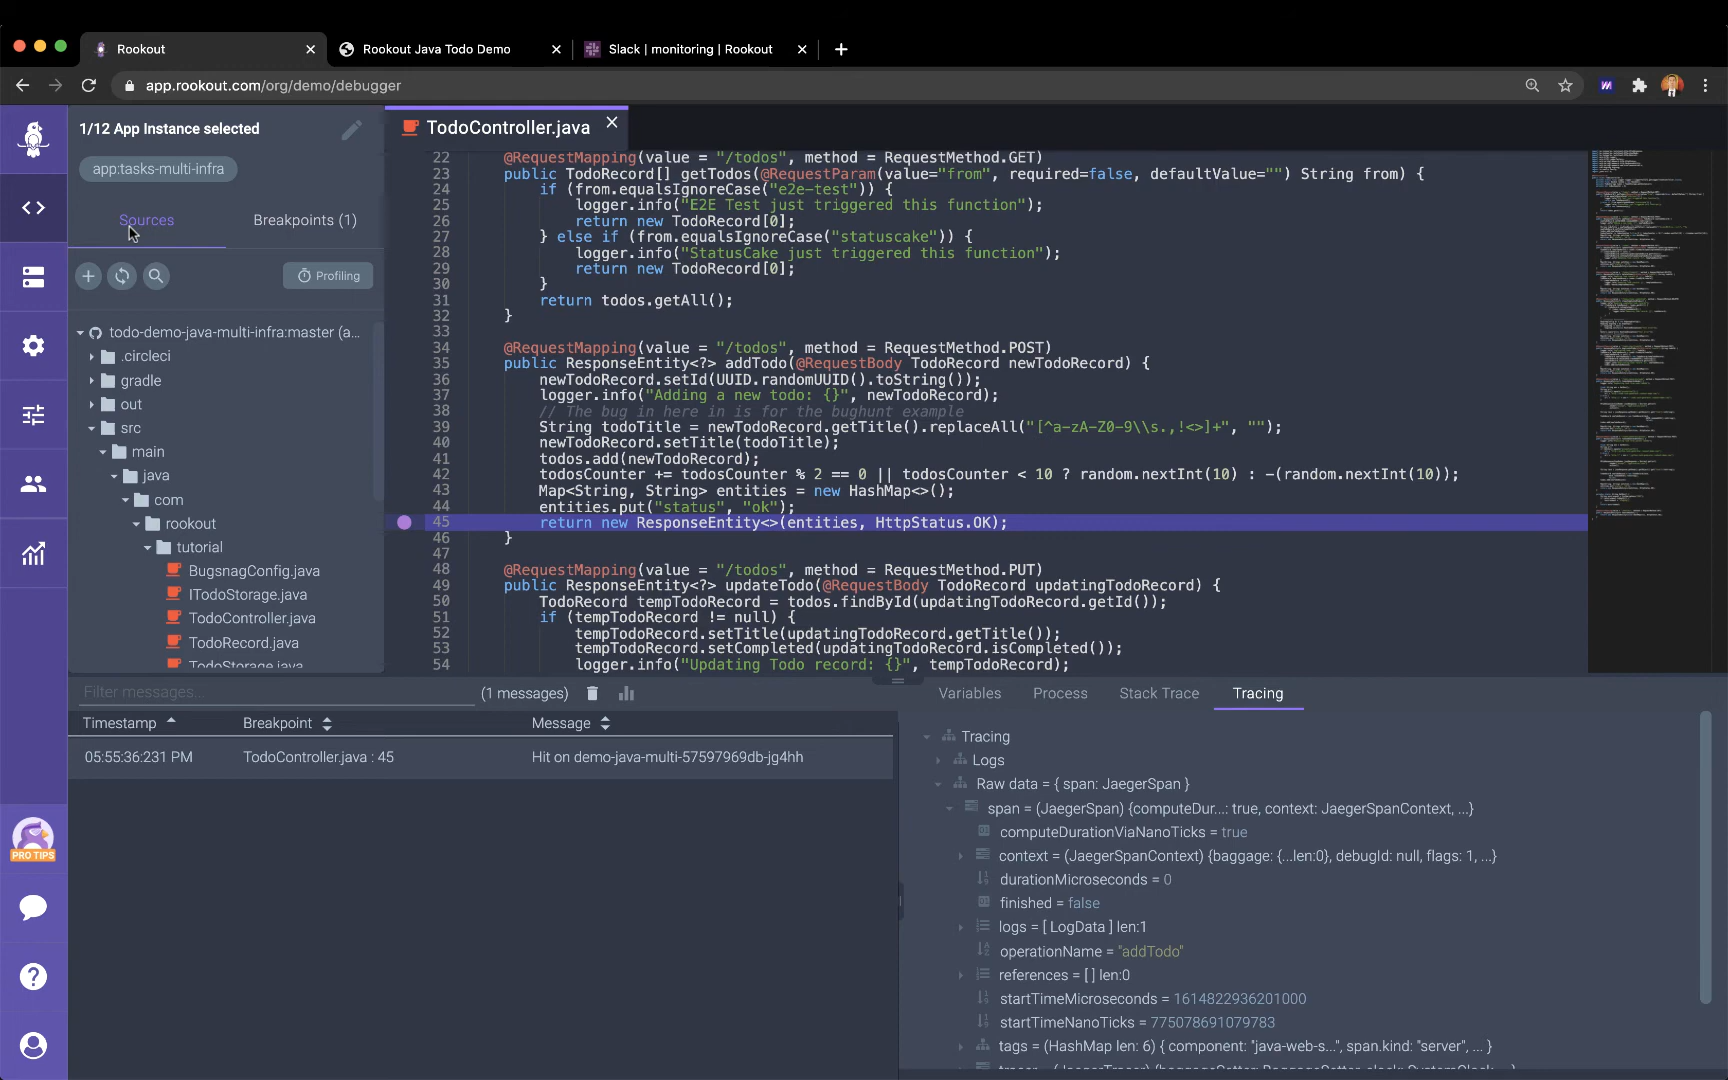 Rookout
Rookout Java Todo Demo
Slack | monitoring | Rookout
app.rookout.com/org/demo/debugger
1/12 App Instance selected
app:tasks-multi-infra
Sources
Breakpoints (1)
Profiling
todo-demo-java-multi-infra:master (a...
.circleci
gradle
out
src
main
java
com
rookout
tutorial
BugsnagConfig.java
ITodoStorage.java
TodoController.java
TodoRecord.java
TodoStorage.java
PRO TIPS
TodoController.java
22 @RequestMapping(value = "/todos", method = RequestMethod.GET)
23 public TodoRecord[] getTodos(@RequestParam(value="from", required=false, defaultValue="") String from) {
24 if (from.equalsIgnoreCase("e2e-test")) {
25 logger.info("E2E Test just triggered this function");
26 return new TodoRecord[0];
27 } else if (from.equalsIgnoreCase("statuscake")) {
28 logger.info("StatusCake just triggered this function");
29 return new TodoRecord[0];
30 }
31 return todos.getAll();
32 }
33
34 @RequestMapping(value = "/todos", method = RequestMethod.POST)
35 public ResponseEntity<?> addTodo(@RequestBody TodoRecord newTodoRecord) {
36 newTodoRecord.setId(UUID.randomUUID().toString());
37 logger.info("Adding a new todo: {}", newTodoRecord);
38 // The bug in here in is for the bughunt example
39 String todoTitle = newTodoRecord.getTitle().replaceAll("[^a-zA-Z0-9\\s.,!<>]+", "");
40 newTodoRecord.setTitle(todoTitle);
41 todos.add(newTodoRecord);
42 todosCounter += todosCounter % 2 == 0 || todosCounter < 10 ? random.nextInt(10) : -(random.nextInt(10));
43 Map<String, String> entities = new HashMap<>();
44 entities.put("status", "ok");
45 return new ResponseEntity<>(entities, HttpStatus.OK);
46 }
47
48 @RequestMapping(value = "/todos", method = RequestMethod.PUT)
49 public ResponseEntity<?> updateTodo(@RequestBody TodoRecord updatingTodoRecord) {
50 TodoRecord tempTodoRecord = todos.findById(updatingTodoRecord.getId());
51 if (tempTodoRecord != null) {
52 tempTodoRecord.setTitle(updatingTodoRecord.getTitle());
53 tempTodoRecord.setCompleted(updatingTodoRecord.isCompleted());
54 logger.info("Updating Todo record: {}", tempTodoRecord);
Filter messages...
(1 messages)
Timestamp Breakpoint Message
05:55:36:231 PM TodoController.java : 45 Hit on demo-java-multi-57597969db-jg4hh
Variables Process Stack Trace Tracing
Tracing
Logs
Raw data = { span: JaegerSpan }
span = (JaegerSpan) {computeDur...: true, context: JaegerSpanContext, ...}
computeDurationViaNanoTicks = true
context = (JaegerSpanContext) {baggage: {...len:0}, debugId: null, flags: 1, ...}
durationMicroseconds = 0
finished = false
logs = [ LogData ] len:1
operationName = "addTodo"
references = [ ] len:0
startTimeMicroseconds = 1614822936201000
startTimeNanoTicks = 775078691079783
tags = (HashMap len: 6) { component: "java-web-s...", span.kind: "server", ... }